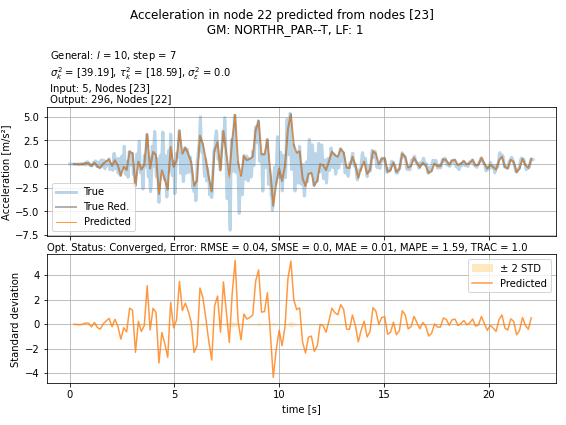 Acceleration in node 22 predicted from nodes [23]
GM: NORTHR_PAR--T, LF: 1
General: l = 10, step = 7
σ²ₖ = [39.19], τ²ₖ = [18.59], σ²ε = 0.0
Input: 5, Nodes [23]
Output: 296, Nodes [22]
Acceleration [m/s²]
5.0
2.5
0.0
−2.5
−5.0
−7.5
True
True Red.
Predicted
Opt. Status: Converged, Error: RMSE = 0.04, SMSE = 0.0, MAE = 0.01, MAPE = 1.59, TRAC = 1.0
Standard deviation
4
2
0
−2
−4
± 2 STD
Predicted
0 5 10 15 20
time [s]